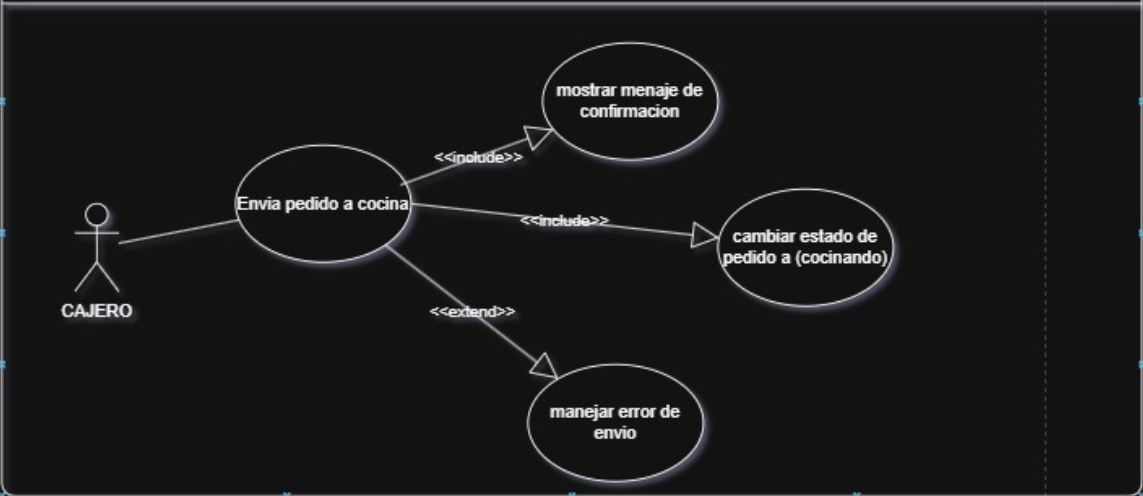 mostrar menaje de
confirmacion
<<include>>
Envia pedido a cocina
<<include>>
cambiar estado de
pedido a (cocinando)
CAJERO
<<extend>>
manejar error de
envio